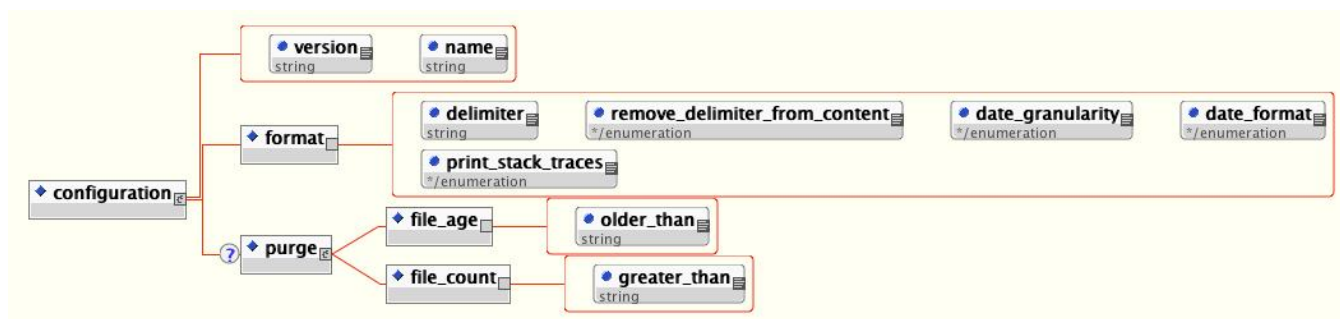 version name
string string
delimiter remove_delimiter_from_content date_granularity date_format
string */enumeration */enumeration */enumeration
format
print_stack_traces
*/enumeration
configuration
file_age older_than
string
? purge
file_count greater_than
string